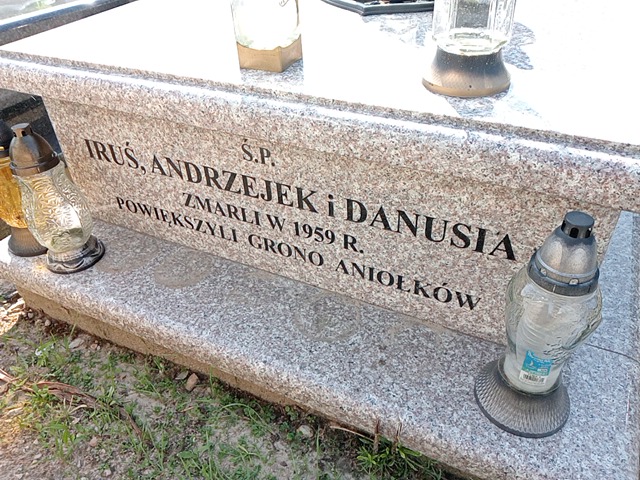 Ś.P.
IRUŚ, ANDRZEJEK i DANUSIA
ZMARLI W 1959 R.
POWIĘKSZYLI GRONO ANIOŁKÓW